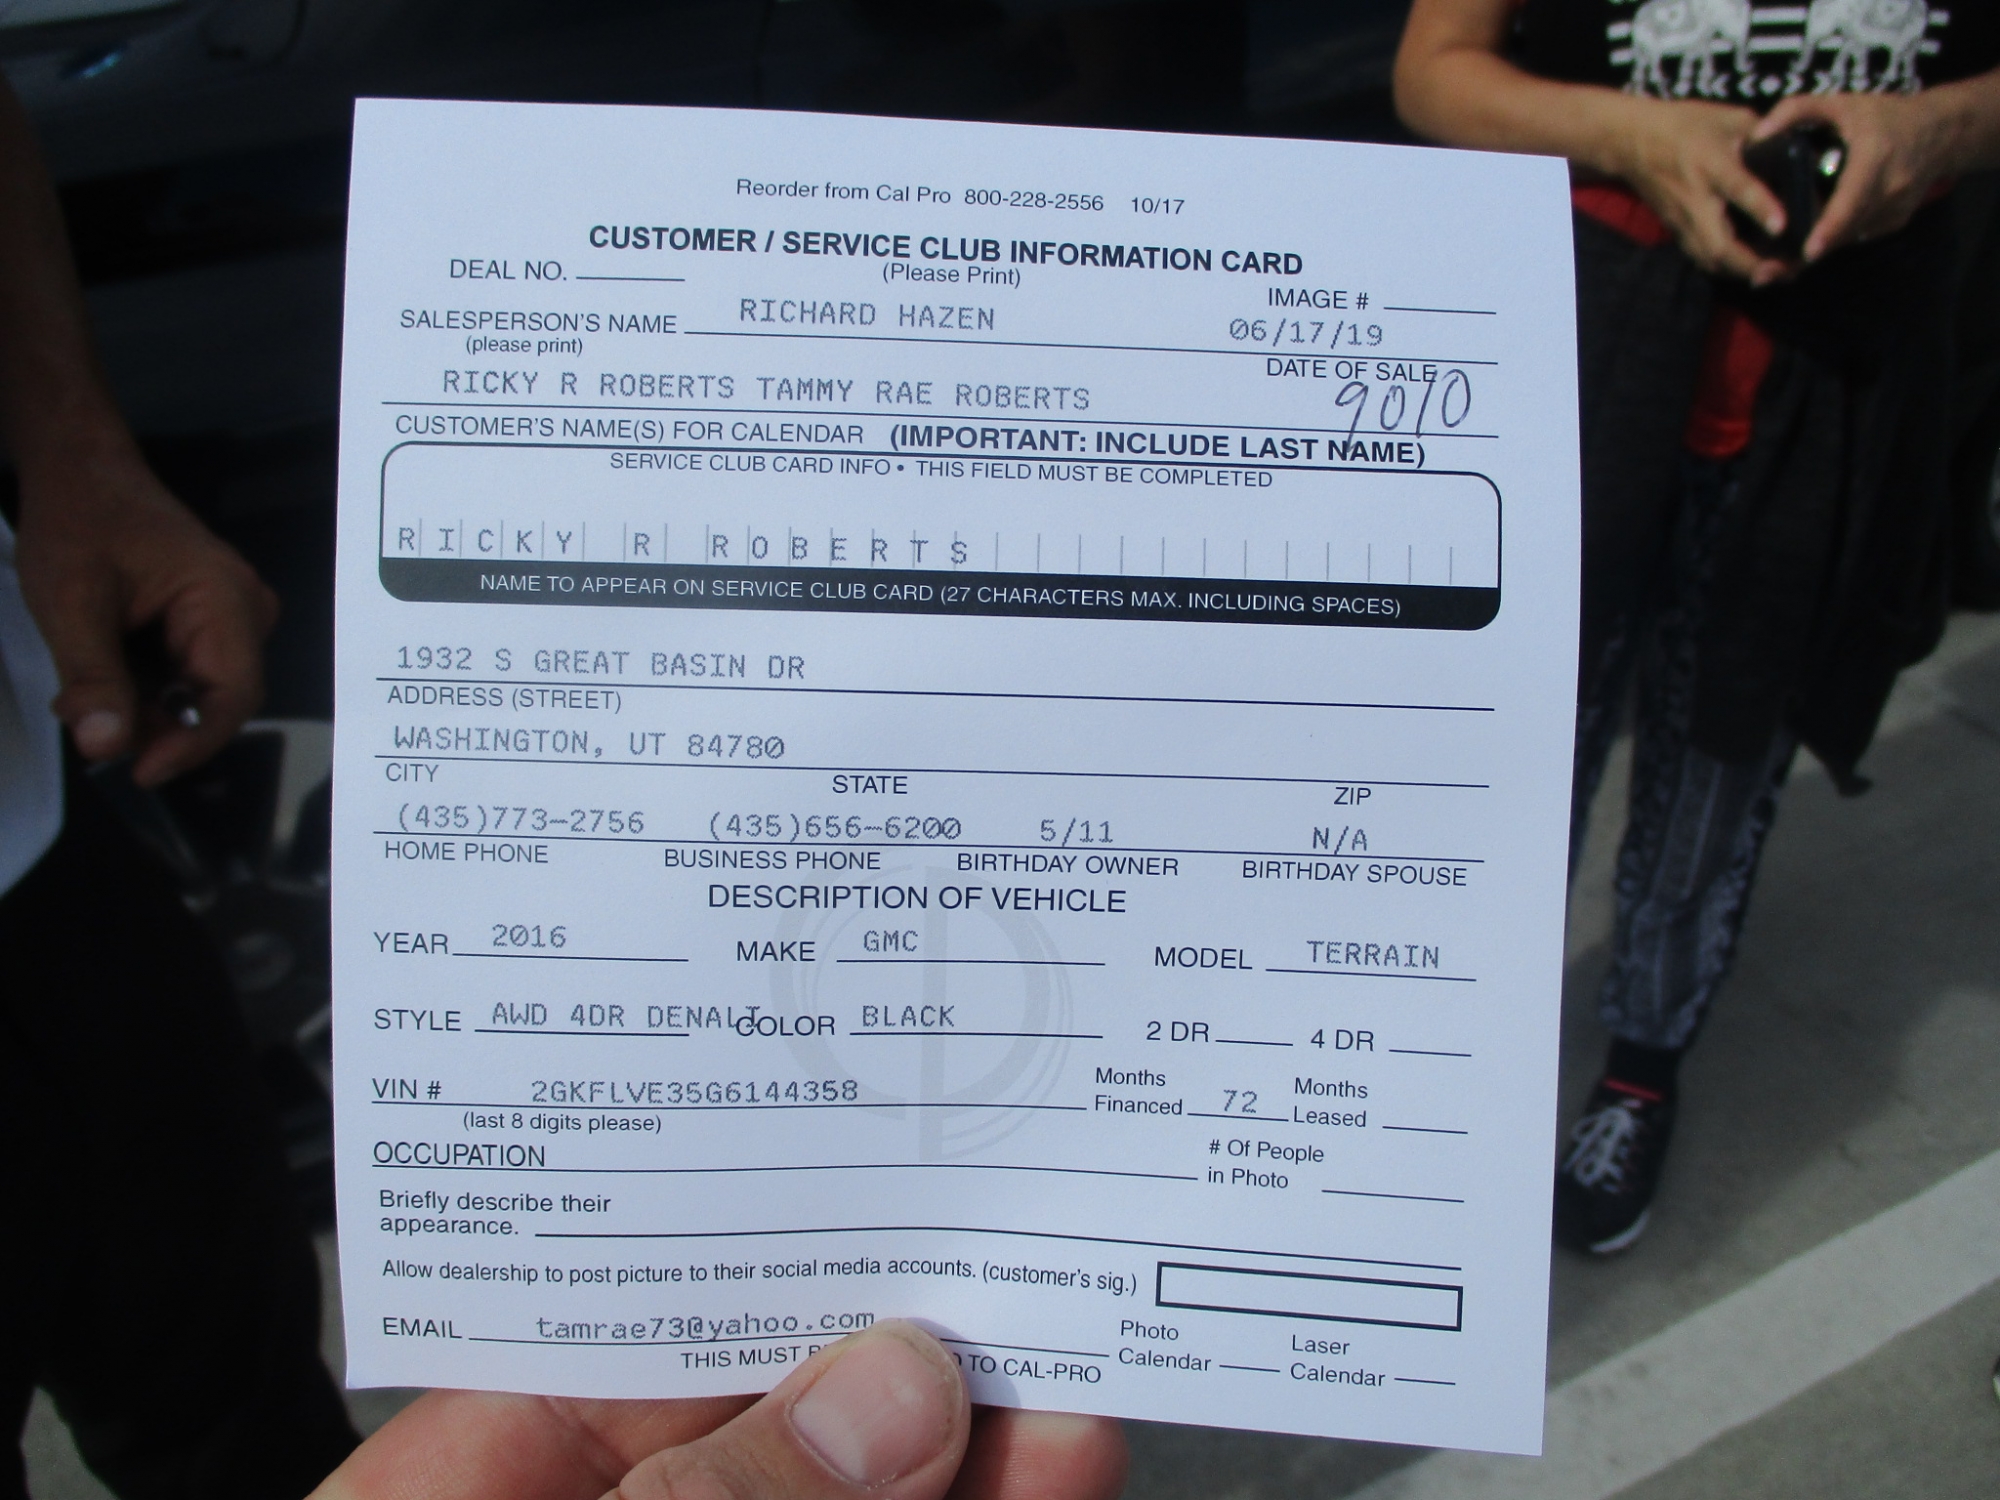 Reorder from Cal Pro 800-228-2556 10/17
CUSTOMER / SERVICE CLUB INFORMATION CARD
DEAL NO. (Please Print)
IMAGE #
SALESPERSON'S NAME RICHARD HAZEN 06/17/19
(please print) DATE OF SALE
RICKY R ROBERTS TAMMY RAE ROBERTS 9010
CUSTOMER'S NAME(S) FOR CALENDAR (IMPORTANT: INCLUDE LAST NAME)
SERVICE CLUB CARD INFO • THIS FIELD MUST BE COMPLETED
RICKY R ROBERTS
NAME TO APPEAR ON SERVICE CLUB CARD (27 CHARACTERS MAX. INCLUDING SPACES)
1932 S GREAT BASIN DR
ADDRESS (STREET)
WASHINGTON, UT 84780
CITY STATE ZIP
(435)773-2756 (435)656-6200 5/11 N/A
HOME PHONE BUSINESS PHONE BIRTHDAY OWNER BIRTHDAY SPOUSE
DESCRIPTION OF VEHICLE
YEAR 2016 MAKE GMC MODEL TERRAIN
STYLE AWD 4DR DENALI COLOR BLACK 2 DR 4 DR
VIN # 2GKFLVE35G6144358 Months Financed 72 Months Leased
(last 8 digits please)
OCCUPATION # Of People in Photo
Briefly describe their
appearance.
Allow dealership to post picture to their social media accounts. (customer's sig.)
EMAIL tamrae73@yahoo.com Photo Calendar Laser Calendar
THIS MUST TO CAL-PRO